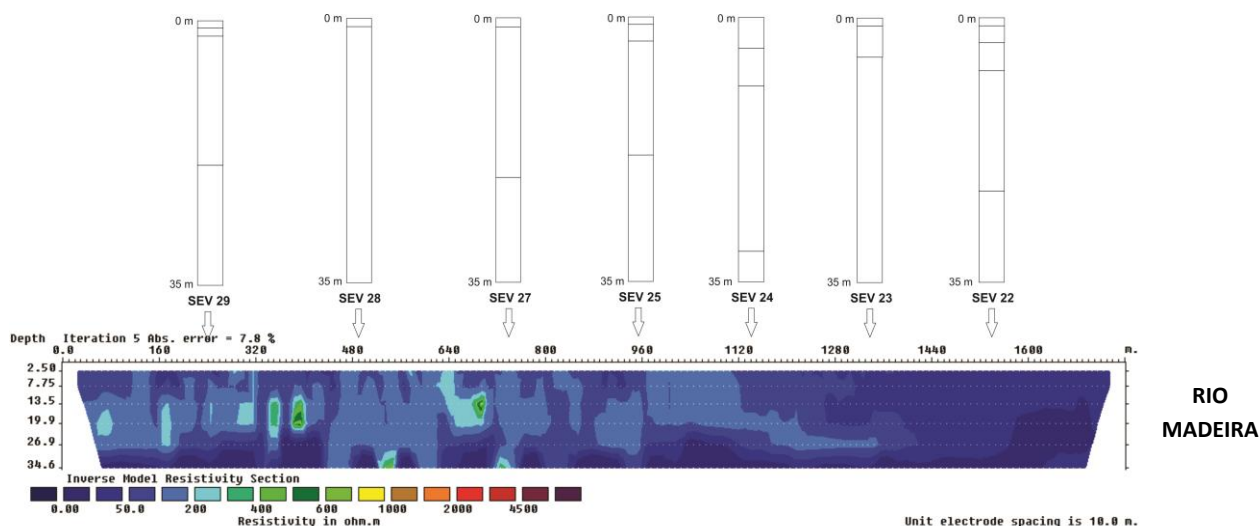 0 m 0 m 0 m 0 m 0 m 0 m 0 m
35 m 35 m 35 m 35 m 35 m 35 m 35 m
SEV 29 SEV 28 SEV 27 SEV 25 SEV 24 SEV 23 SEV 22
Depth Iteration 5 Abs. error = 7.8 %
0.0 160 320 480 640 800 960 1120 1280 1440 1600 m.
2.50
7.75
13.5
19.9
26.9
34.6
RIO
MADEIRA
Inverse Model Resistivity Section
0.00 50.0 200 400 600 1000 2000 4500
Resistivity in ohm.m
Unit electrode spacing is 10.0 m.